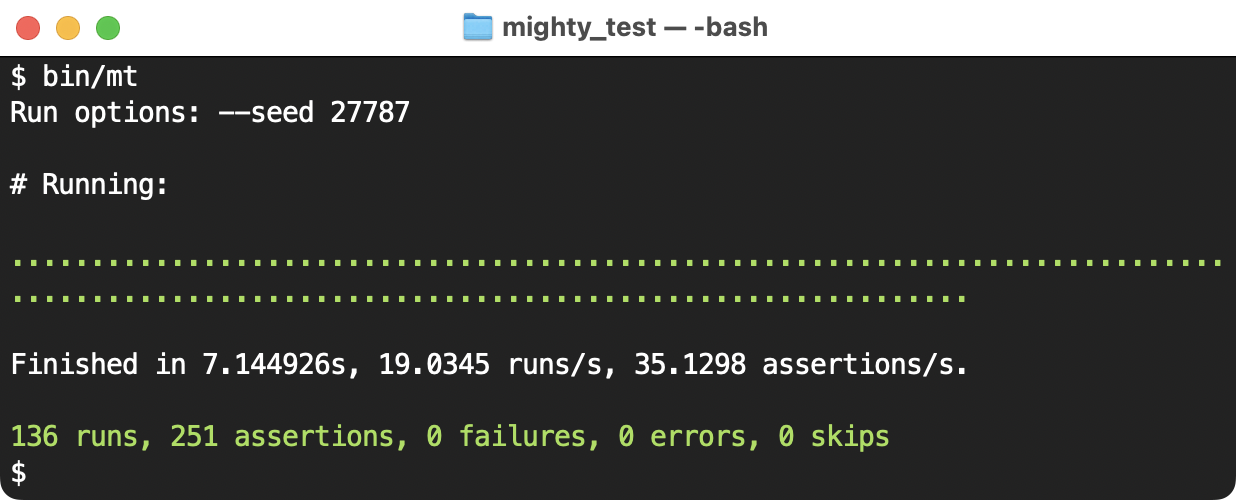 mighty_test — -bash
$ bin/mt
Run options: --seed 27787
# Running:
............................................................................
............................................................
Finished in 7.144926s, 19.0345 runs/s, 35.1298 assertions/s.
136 runs, 251 assertions, 0 failures, 0 errors, 0 skips
$